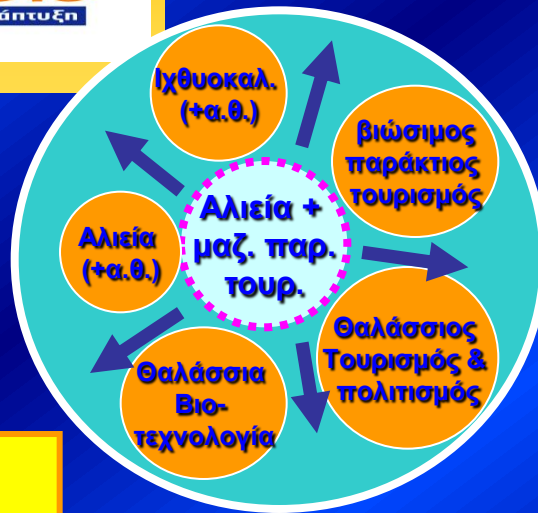 άπτυξη
Ιχθυοκαλ.
(+α.θ.)
βιώσιμος
παράκτιος
τουρισμός
Αλιεία +
μαζ. παρ.
τουρ.
Αλιεία
(+α.θ.)
Θαλάσσιος
Τουρισμός &
πολιτισμός
Θαλάσσια
Βιο-
τεχνολογία